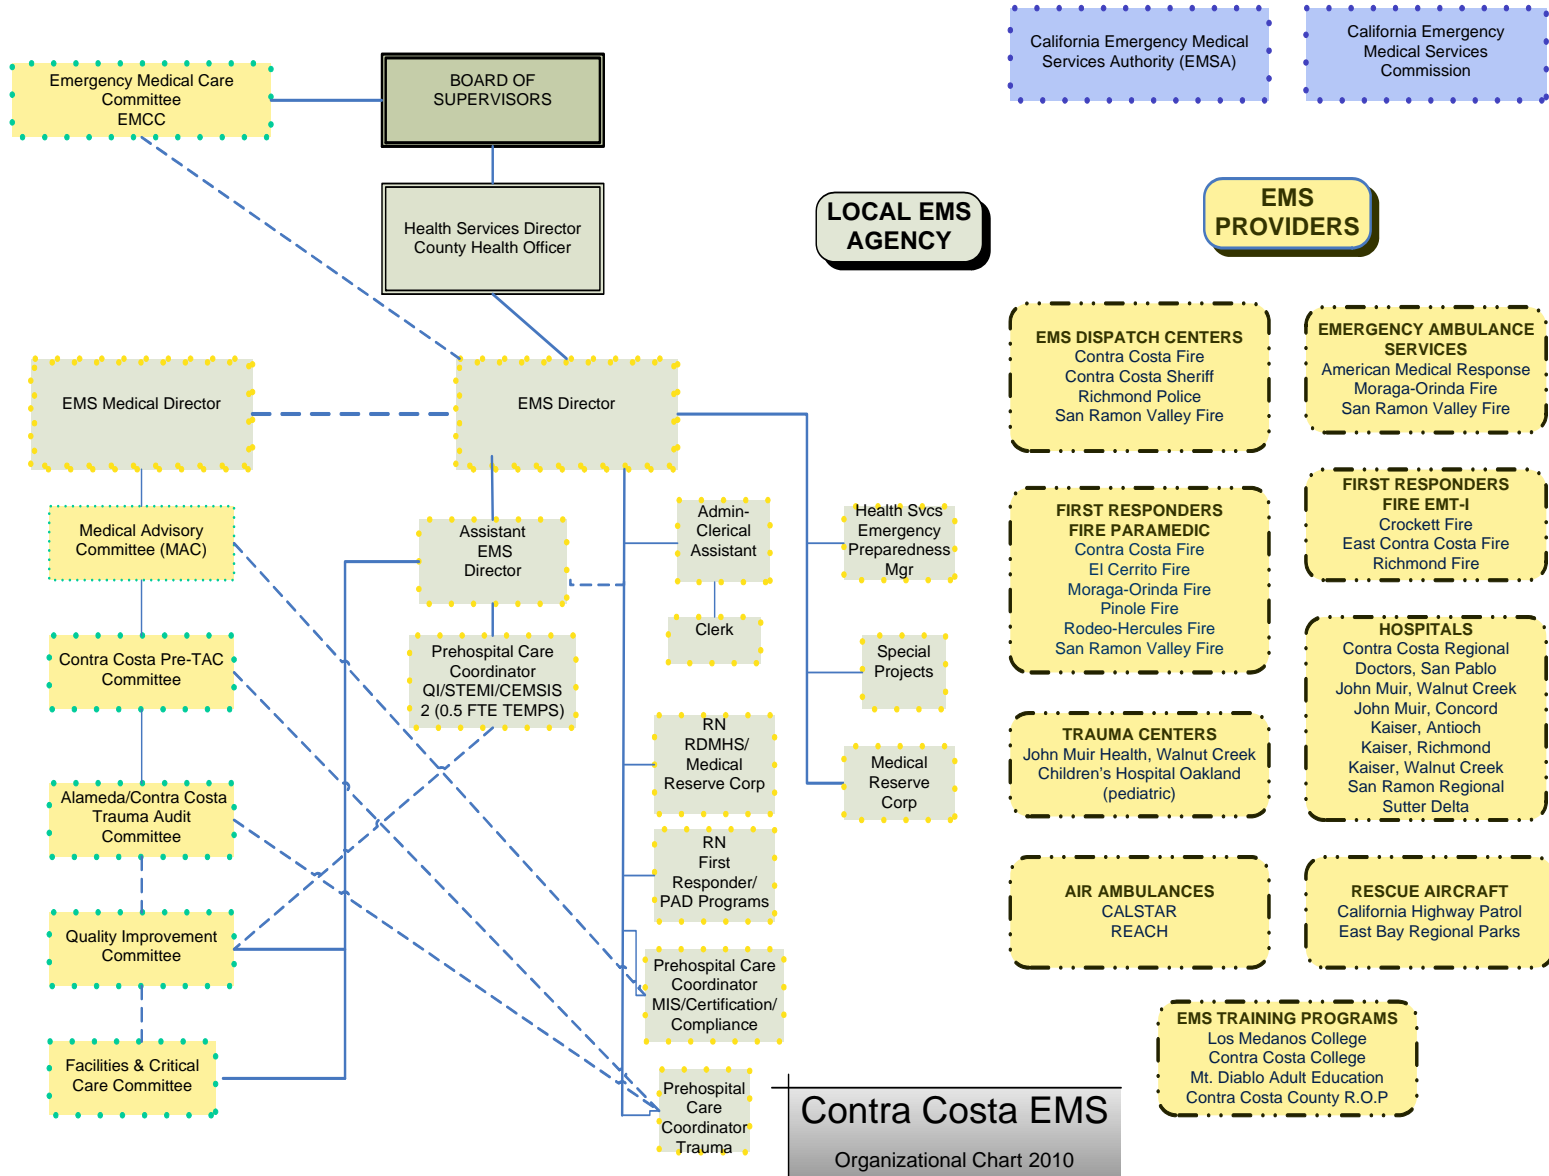 California Emergency Medical
Services Authority (EMSA)
California Emergency
Medical Services
Commission
Emergency Medical Care
Committee
EMCC
BOARD OF
SUPERVISORS
Health Services Director
County Health Officer
LOCAL EMS
AGENCY
EMS
PROVIDERS
EMS Medical Director
EMS Director
Medical Advisory
Committee (MAC)
Contra Costa Pre-TAC
Committee
Alameda/Contra Costa
Trauma Audit
Committee
Quality Improvement
Committee
Facilities & Critical
Care Committee
Assistant
EMS
Director
Prehospital Care
Coordinator
QI/STEMI/CEMSIS
2 (0.5 FTE TEMPS)
Admin-
Clerical
Assistant
Clerk
RN
RDMHS/
Medical
Reserve Corp
RN
First
Responder/
PAD Programs
Prehospital Care
Coordinator
MIS/Certification/
Compliance
Prehospital
Care
Coordinator
Trauma
Health Svcs
Emergency
Preparedness
Mgr
Special
Projects
Medical
Reserve
Corp
EMS DISPATCH CENTERS
Contra Costa Fire
Contra Costa Sheriff
Richmond Police
San Ramon Valley Fire
EMERGENCY AMBULANCE
SERVICES
American Medical Response
Moraga-Orinda Fire
San Ramon Valley Fire
FIRST RESPONDERS
FIRE PARAMEDIC
Contra Costa Fire
El Cerrito Fire
Moraga-Orinda Fire
Pinole Fire
Rodeo-Hercules Fire
San Ramon Valley Fire
FIRST RESPONDERS
FIRE EMT-I
Crockett Fire
East Contra Costa Fire
Richmond Fire
HOSPITALS
Contra Costa Regional
Doctors, San Pablo
John Muir, Walnut Creek
John Muir, Concord
Kaiser, Antioch
Kaiser, Richmond
Kaiser, Walnut Creek
San Ramon Regional
Sutter Delta
TRAUMA CENTERS
John Muir Health, Walnut Creek
Children's Hospital Oakland
(pediatric)
AIR AMBULANCES
CALSTAR
REACH
RESCUE AIRCRAFT
California Highway Patrol
East Bay Regional Parks
EMS TRAINING PROGRAMS
Los Medanos College
Contra Costa College
Mt. Diablo Adult Education
Contra Costa County R.O.P
Contra Costa EMS
Organizational Chart 2010